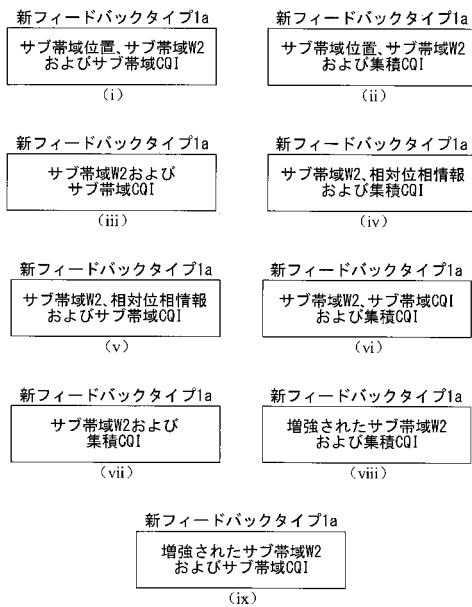 新フィードバックタイプ1a
サブ帯域位置、サブ帯域W2
およびサブ帯域CQI
(i)
新フィードバックタイプ1a
サブ帯域位置、サブ帯域W2
および集積CQI
(ii)
新フィードバックタイプ1a
サブ帯域W2および
サブ帯域CQI
(iii)
新フィードバックタイプ1a
サブ帯域W2、相対位相情報
および集積CQI
(iv)
新フィードバックタイプ1a
サブ帯域W2、相対位相情報
およびサブ帯域CQI
(v)
新フィードバックタイプ1a
サブ帯域W2、サブ帯域CQI
および集積CQI
(vi)
新フィードバックタイプ1a
サブ帯域W2および
集積CQI
(vii)
新フィードバックタイプ1a
増強されたサブ帯域W2
および集積CQI
(viii)
新フィードバックタイプ1a
増強されたサブ帯域W2
およびサブ帯域CQI
(ix)